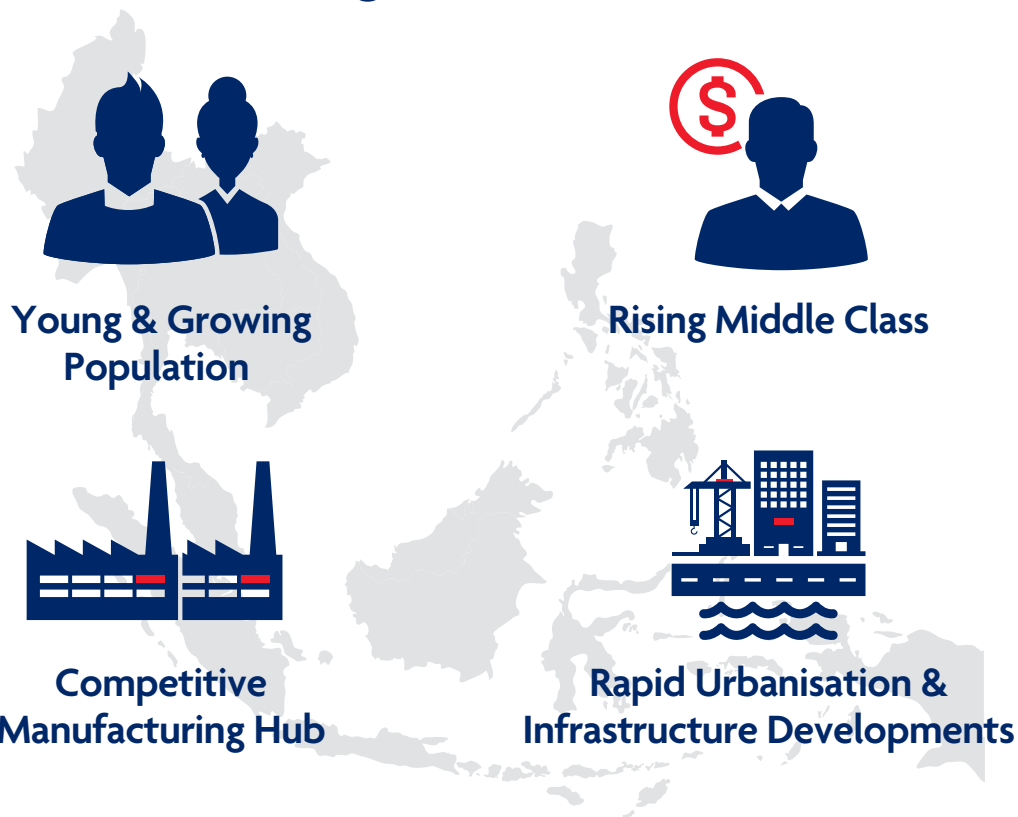 Young & Growing
Population
Rising Middle Class
Competitive
Manufacturing Hub
Rapid Urbanisation &
Infrastructure Developments
$